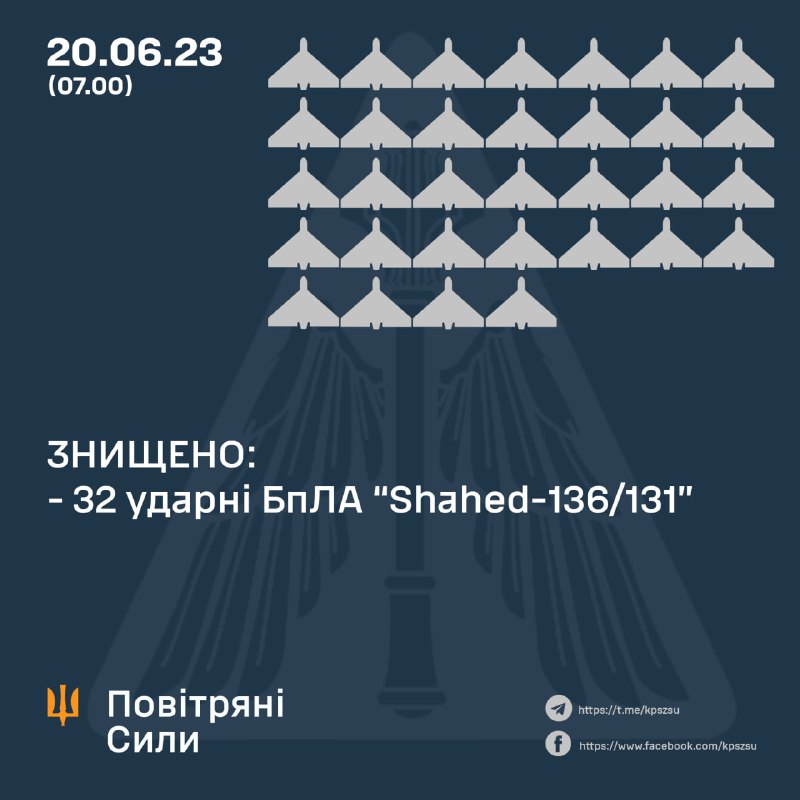 20.06.23
(07.00)
ЗНИЩЕНО:
- 32 ударні БпЛА “Shahed-136/131”
Повітряні
Сили
https://t.me/kpszsu
https://www.facebook.com/kpszsu